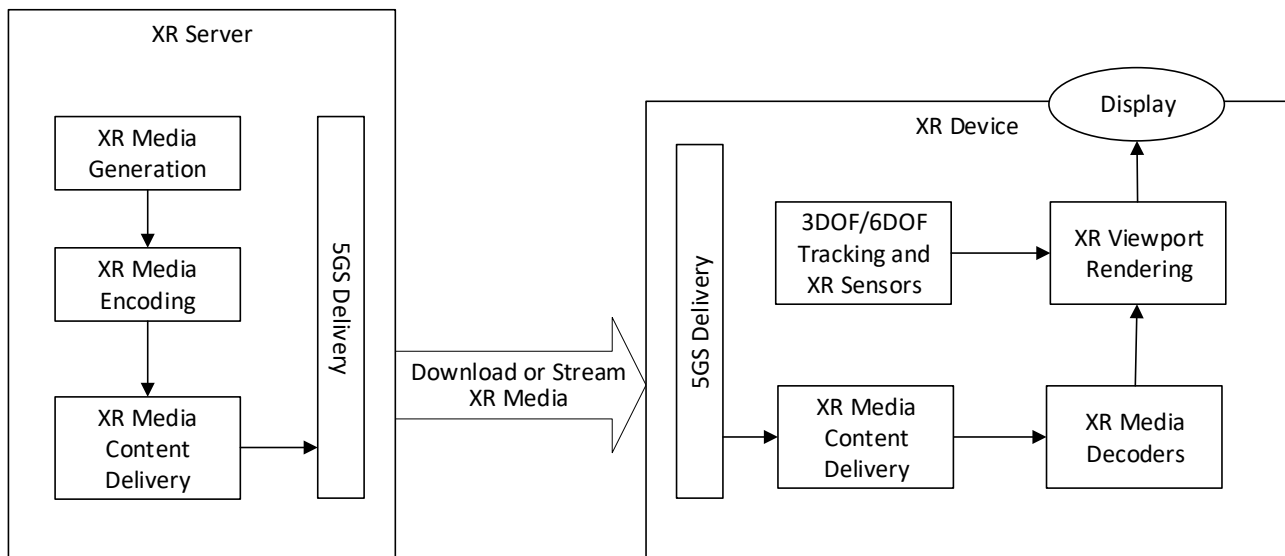 XR Server
XR Media
Generation
XR Media
Encoding
XR Media
Content
Delivery
5GS Delivery
Download or Stream
XR Media
Display
XR Device
5GS Delivery
3DOF/6DOF
Tracking and
XR Sensors
XR Viewport
Rendering
XR Media
Content
Delivery
XR Media
Decoders